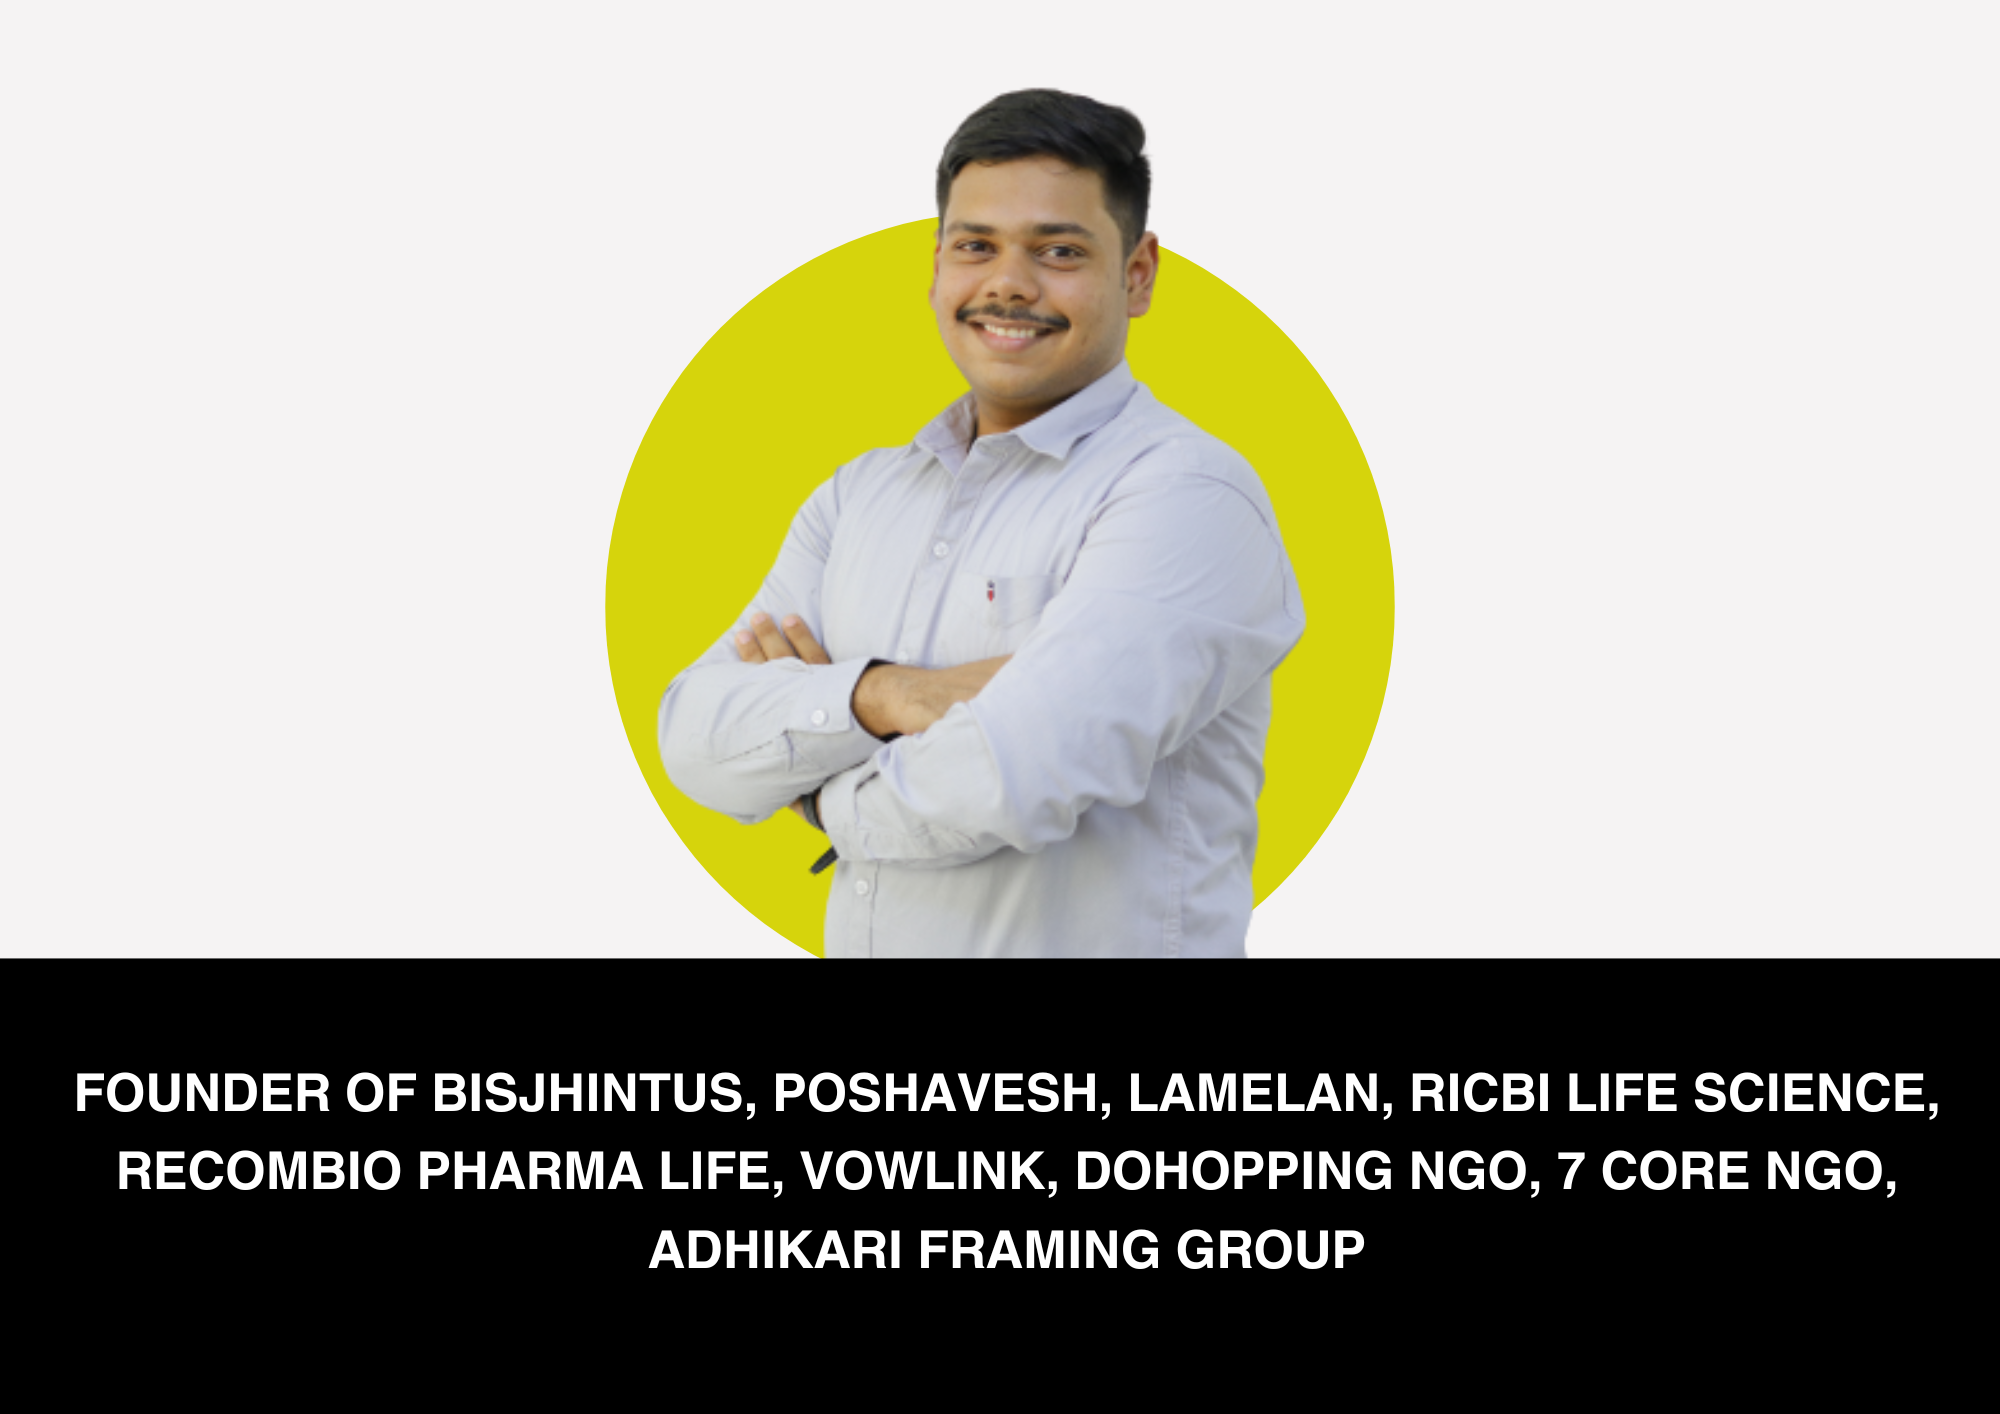 FOUNDER OF BISJHINTUS, POSHAVESH, LAMELAN, RICBI LIFE SCIENCE,
RECOMBIO PHARMA LIFE, VOWLINK, DOHOPPING NGO, 7 CORE NGO,
ADHIKARI FRAMING GROUP